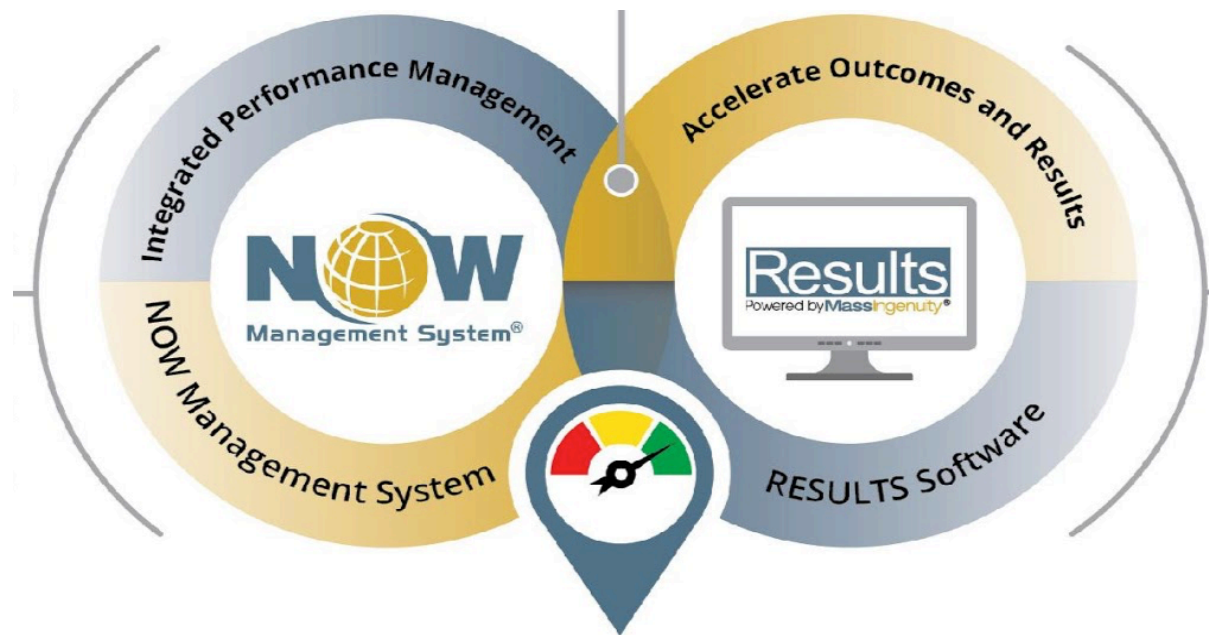 Integrated Performance Management
NOW
Management System®
NOW Management System
Accelerate Outcomes and Results
Results
Powered by MassIngenuity®
RESULTS Software